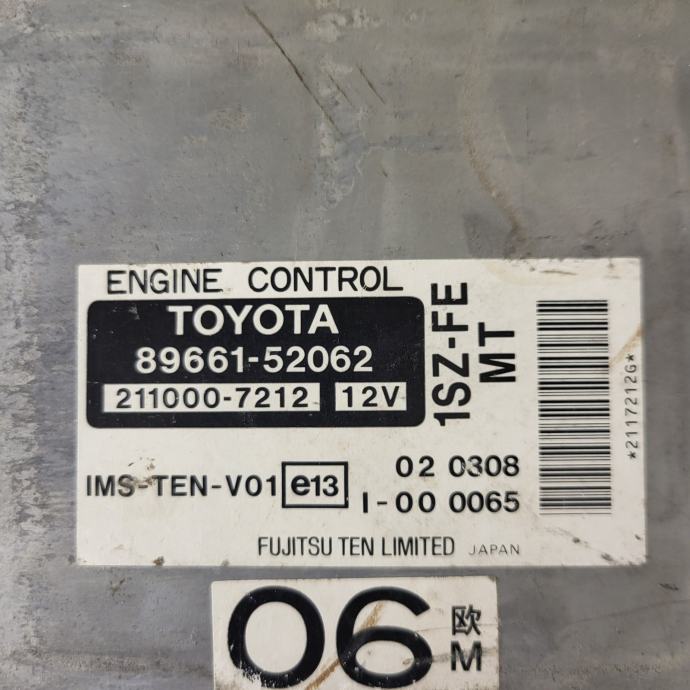 ENGINE CONTROL
TOYOTA
89661-52062
211000-7212 12V
1SZ-FE
MT
*2117212G*
IMS-TEN-V01 e13
02 0308
I-00 0065
FUJITSU TEN LIMITED JAPAN
06 欧
M